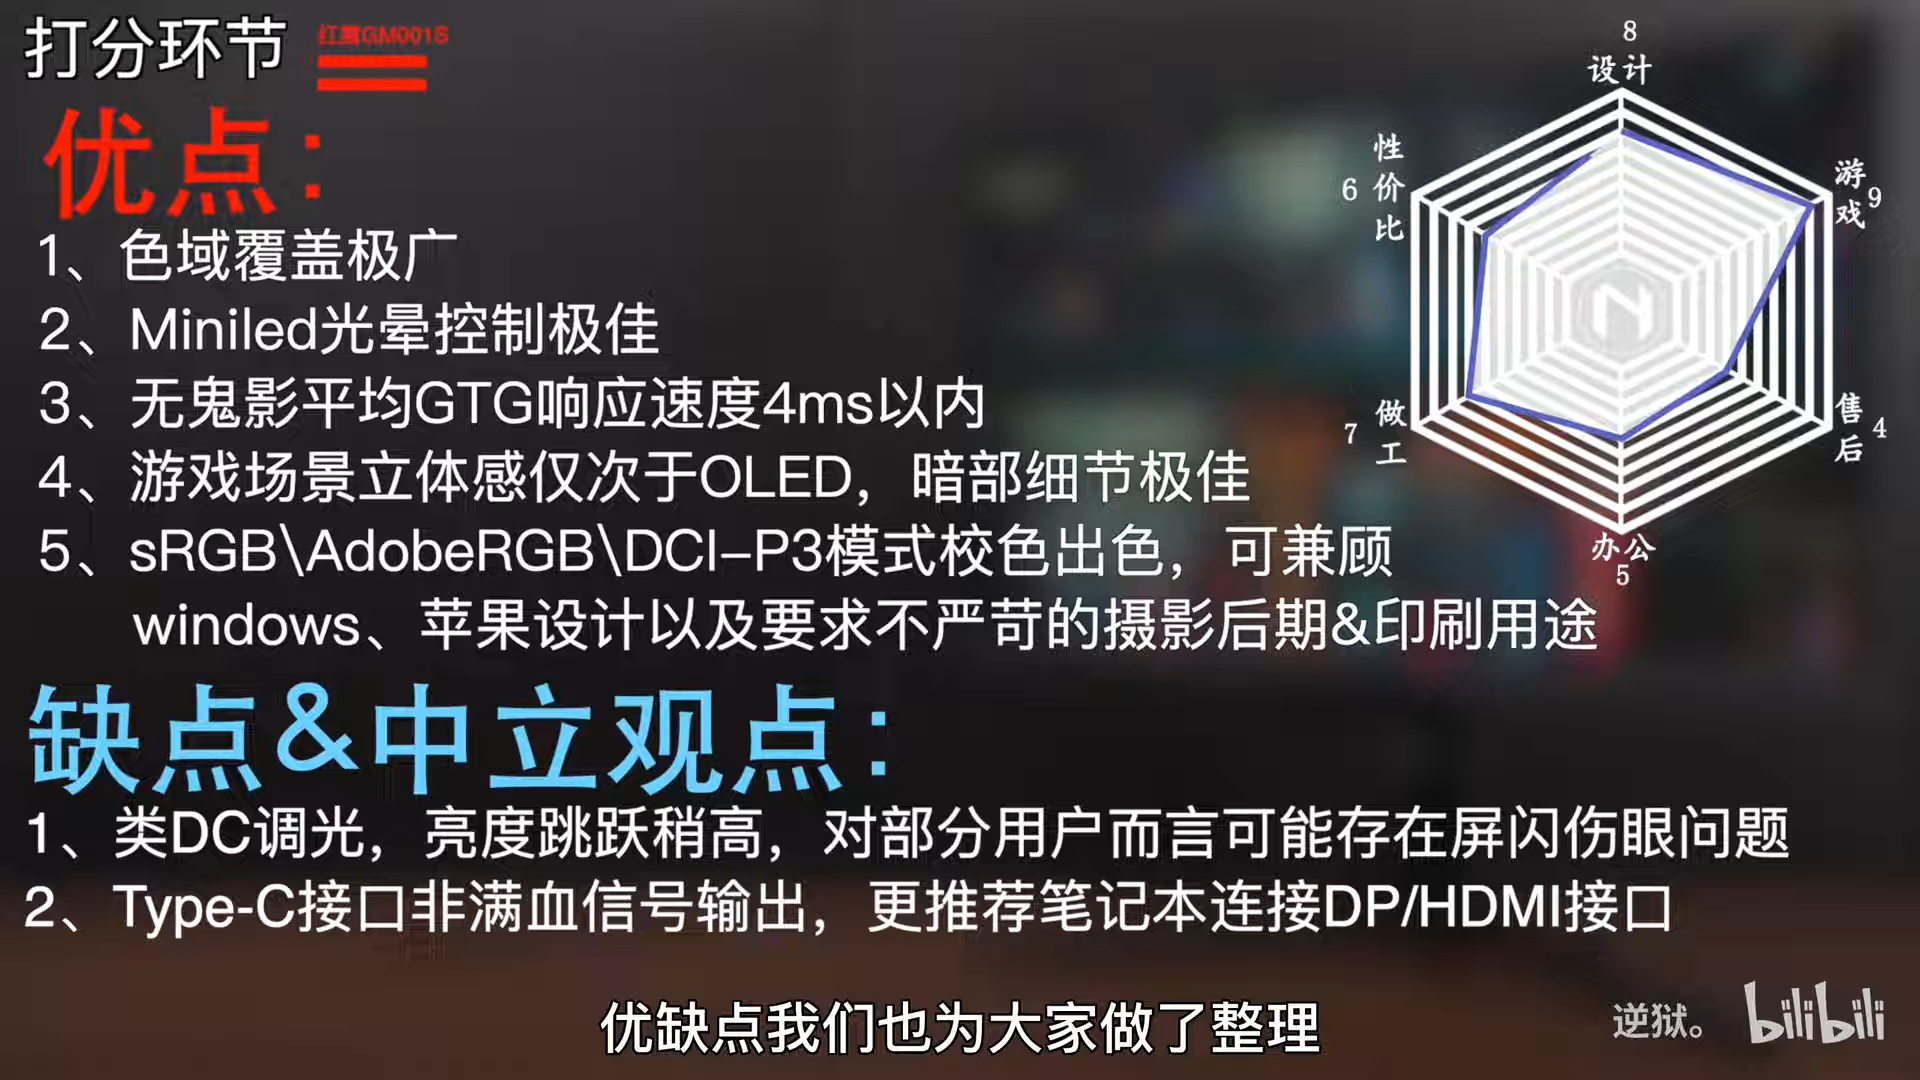 打分环节
红魔GM001S
优点：
1、色域覆盖极广
2、Miniled光晕控制极佳
3、无鬼影平均GTG响应速度4ms以内
4、游戏场景立体感仅次于OLED，暗部细节极佳
5、sRGB\AdobeRGB\DCI-P3模式校色出色，可兼顾
windows、苹果设计以及要求不严苛的摄影后期&印刷用途
缺点&中立观点：
1、类DC调光，亮度跳跃稍高，对部分用户而言可能存在屏闪伤眼问题
2、Type-C接口非满血信号输出，更推荐笔记本连接DP/HDMI接口
8
设计
游戏
9
售后
4
办公
5
做工
7
性价比
6
优缺点我们也为大家做了整理
逆狱。 bilibili